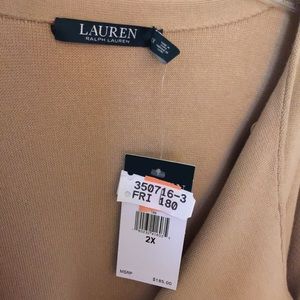 LAUREN
RALPH LAUREN
350716-3
FRI 180
2X
MSRP
$185.00